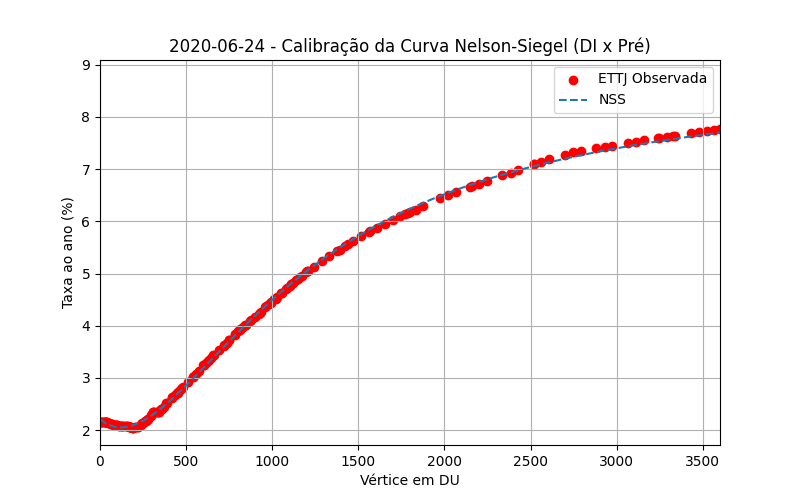 2020-06-24 - Calibração da Curva Nelson-Siegel (DI x Pré)
ETTJ Observada
NSS
Taxa ao ano (%)
9
8
7
6
5
4
3
2
0 500 1000 1500 2000 2500 3000 3500
Vértice em DU